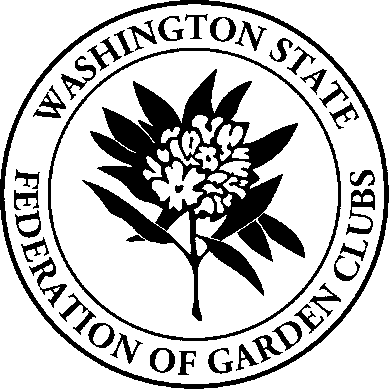 WASHINGTON STATE
FEDERATION OF GARDEN CLUBS